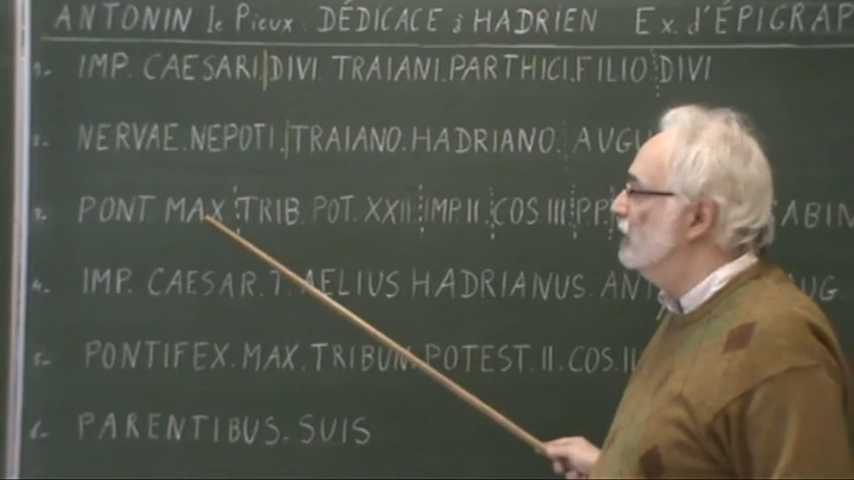 ANTONIN le Pieux : DÉDICACE à HADRIEN Ex. d'ÉPIGRAP
1.- IMP. CAESARI. DIVI. TRAIANI. PARTHICI. FILIO. DIVI
2.- NERVAE. NEPOTI. TRAIANO. HADRIANO. AUGU
3.- PONT MAX. TRIB. POT. XXII. IMP II. COS III. P.P. ABIN
4.- IMP. CAESAR. T. AELIUS HADRIANUS. ANT UG.
5.- PONTIFEX. MAX. TRIBUN. POTEST. II. COS.
6.- PARENTIBUS. SUIS